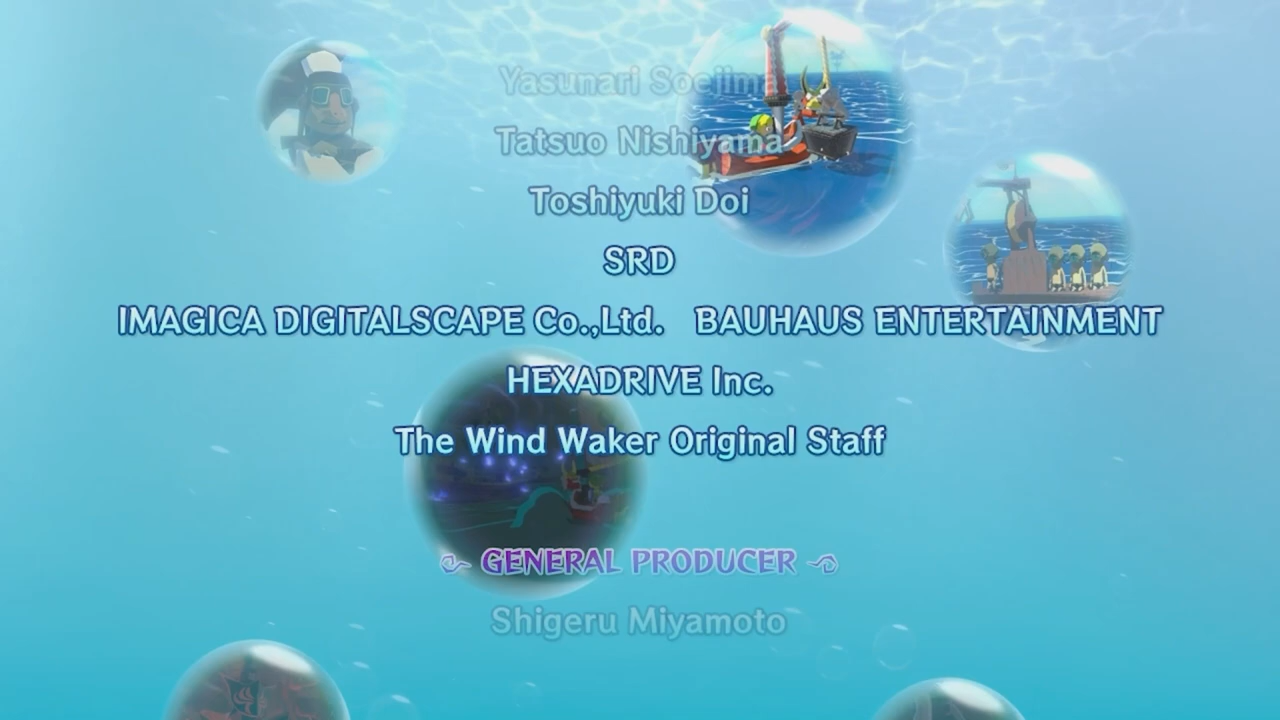 Yasunari Soejima
Tatsuo Nishiyama
Toshiyuki Doi
SRD
IMAGICA DIGITALSCAPE Co.,Ltd. BAUHAUS ENTERTAINMENT
HEXADRIVE Inc.
The Wind Waker Original Staff
GENERAL PRODUCER
Shigeru Miyamoto